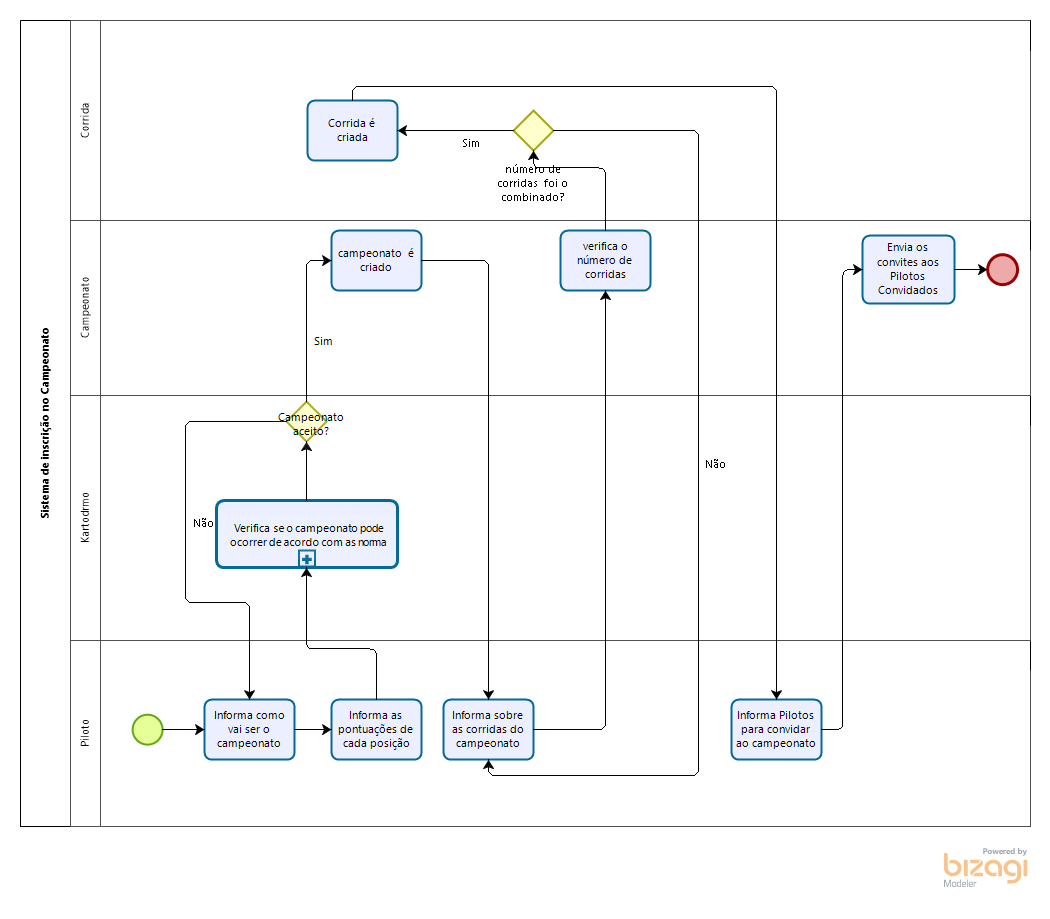 Sistema de inscrição no Campeonato
Corrida
Corrida é
criada
Sim
número de
corridas foi o
combinado?
Campeonato
campeonato é
criado
verifica o
número de
corridas
Envia os
convites aos
Pilotos
Convidados
Sim
Kartodrmo
Campeonato
aceito?
Não
Não
Verifica se o campeonato pode
ocorrer de acordo com as norma
Piloto
Informa como
vai ser o
campeonato
Informa as
pontuações de
cada posição
Informa sobre
as corridas do
campeonato
Informa Pilotos
para convidar
ao campeonato
Powered by
bizagi
Modeler